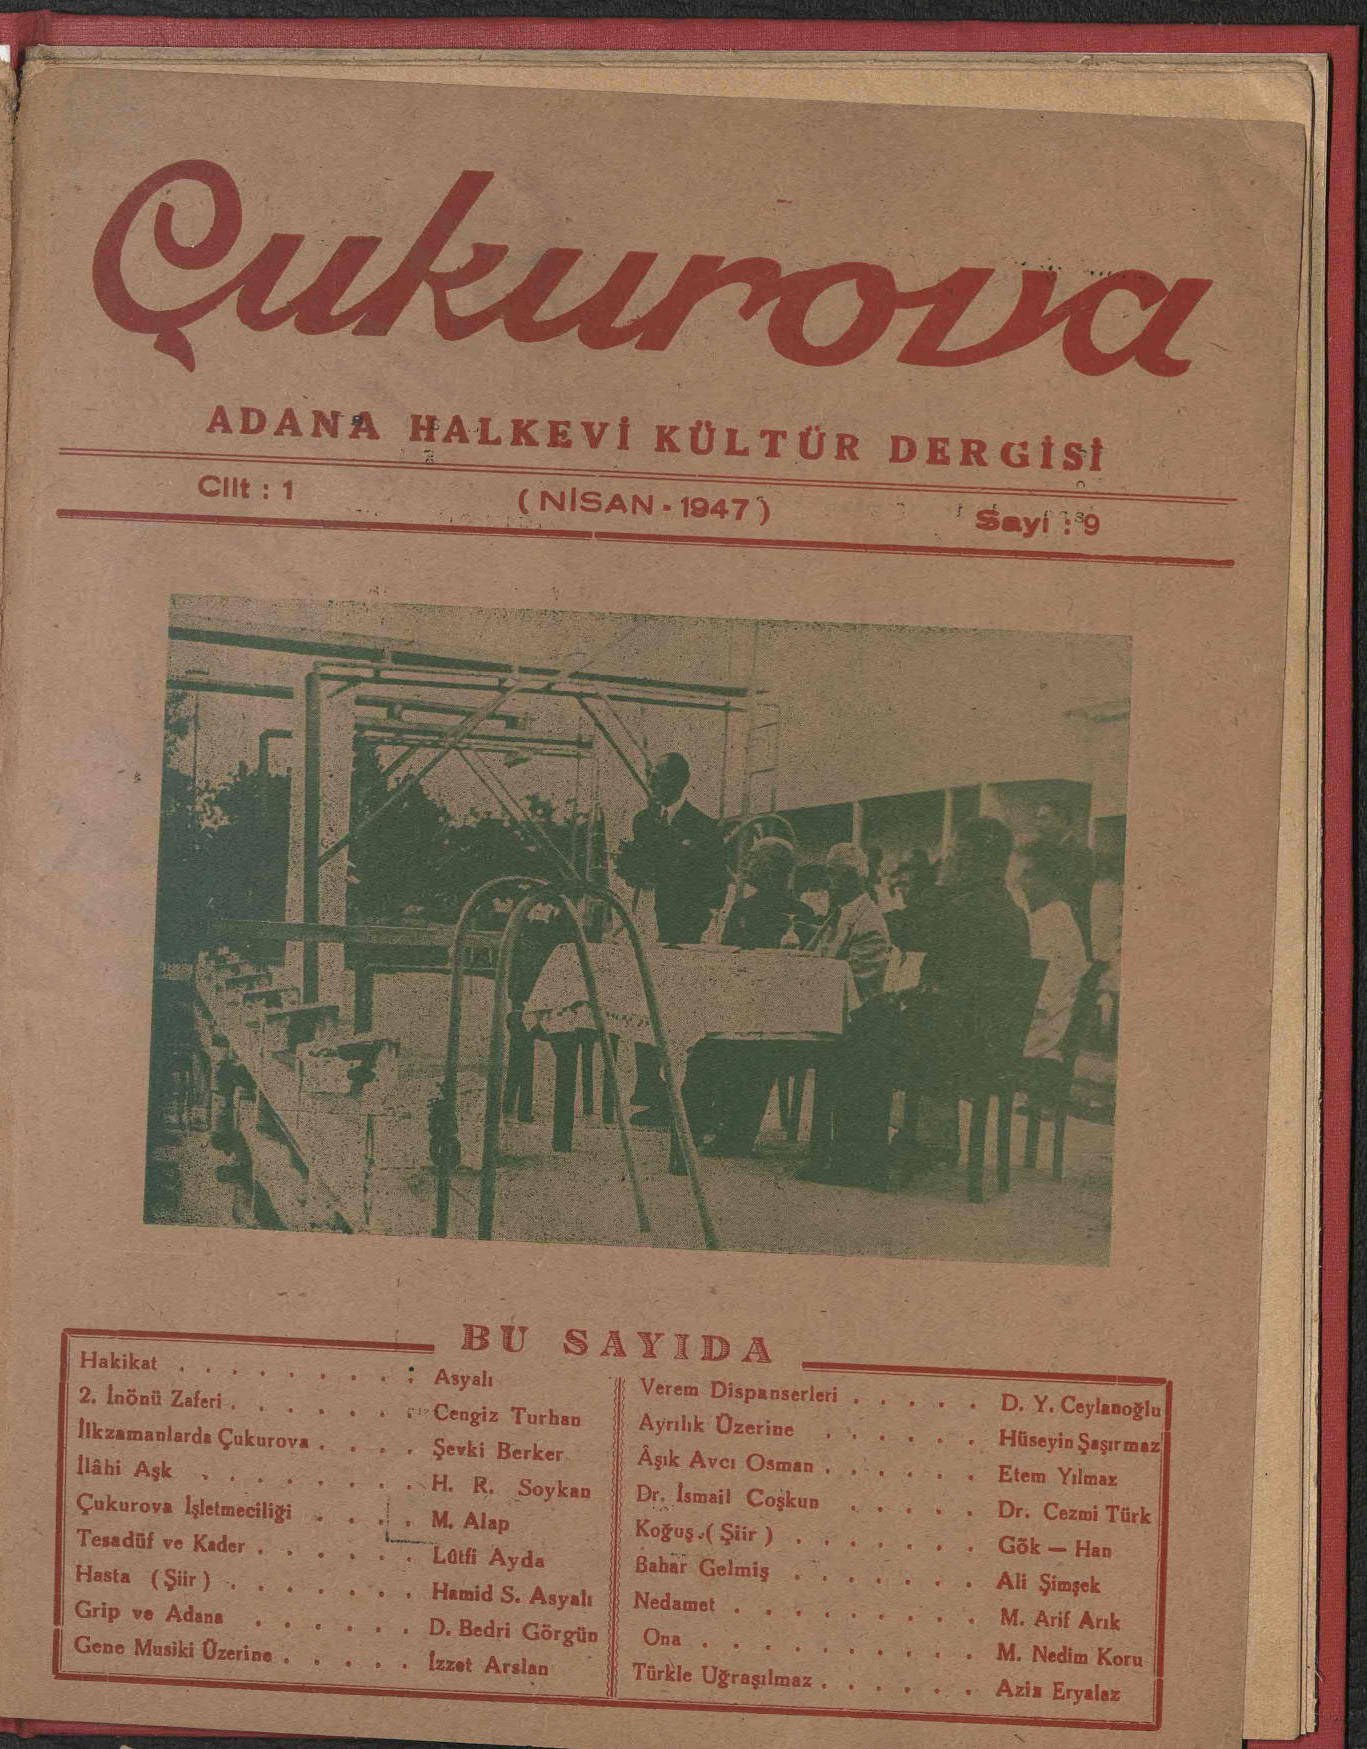 Çukurova
ADANA HALKEVİ KÜLTÜR DERGİSİ
Cilt : 1 ( NİSAN - 1947 ) Sayı : 9
BU SAYIDA
Hakikat . . . . . . . . : Asyalı
2. İnönü Zaferi . . . . . . Cengiz Turhan
İlkzamanlarda Çukurova . . . . Şevki Berker
İlâhi Aşk . . . . . . . . H. R. Soykan
Çukurova İşletmeciliği . . . . M. Alap
Tesadüf ve Kader . . . . . . Lûtfi Ayda
Hasta (Şiir) . . . . . . . Hamid S. Asyalı
Grip ve Adana . . . . . . D. Bedri Görgün
Gene Musiki Üzerine . . . . . İzzet Arslan
Verem Dispanserleri . . . . . D. Y. Ceylanoğlu
Ayrılık Üzerine . . . . . . Hüseyin Şaşırmaz
Âşık Avcı Osman . . . . . . Etem Yılmaz
Dr. İsmail Coşkun . . . . . Dr. Cezmi Türk
Koğuş ( Şiir ) . . . . . . . Gök — Han
Bahar Gelmiş . . . . . . . Ali Şimşek
Nedamet . . . . . . . . . M. Arif Arık
Ona . . . . . . . . . . M. Nedim Koru
Türkle Uğraşılmaz . . . . . . Aziz Eryalaz